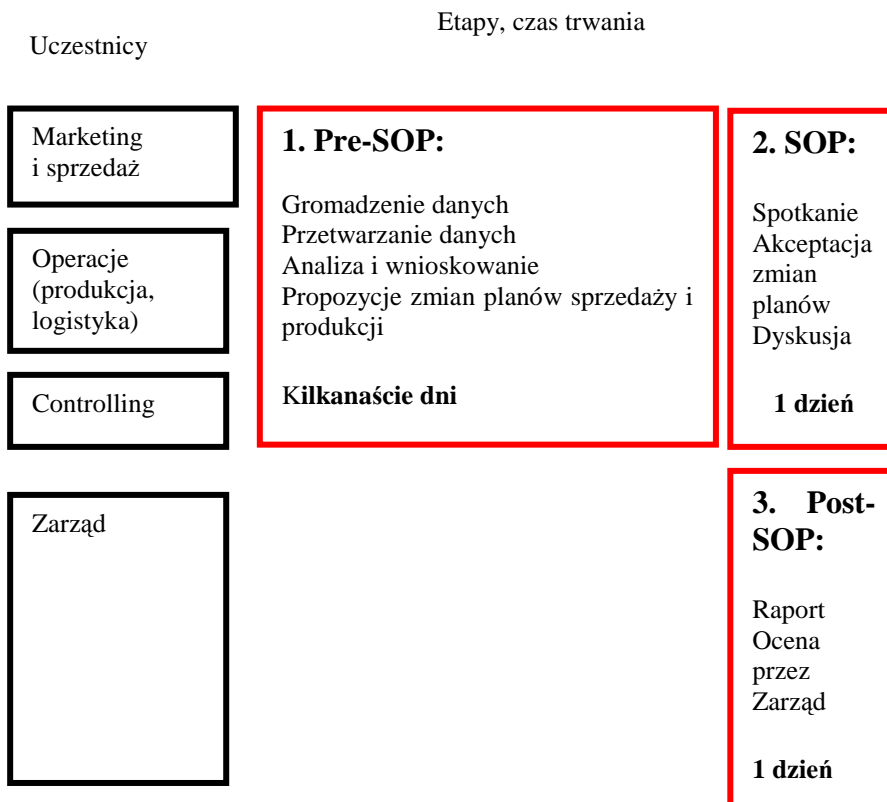 Etapy, czas trwania
Uczestnicy
Marketing
i sprzedaż
Operacje
(produkcja,
logistyka)
Controlling
Zarząd
1. Pre-SOP:
Gromadzenie danych
Przetwarzanie danych
Analiza i wnioskowanie
Propozycje zmian planów sprzedaży i
produkcji
Kilkanaście dni
2. SOP:
Spotkanie
Akceptacja
zmian
planów
Dyskusja
1 dzień
3. Post-
SOP:
Raport
Ocena
przez
Zarząd
1 dzień